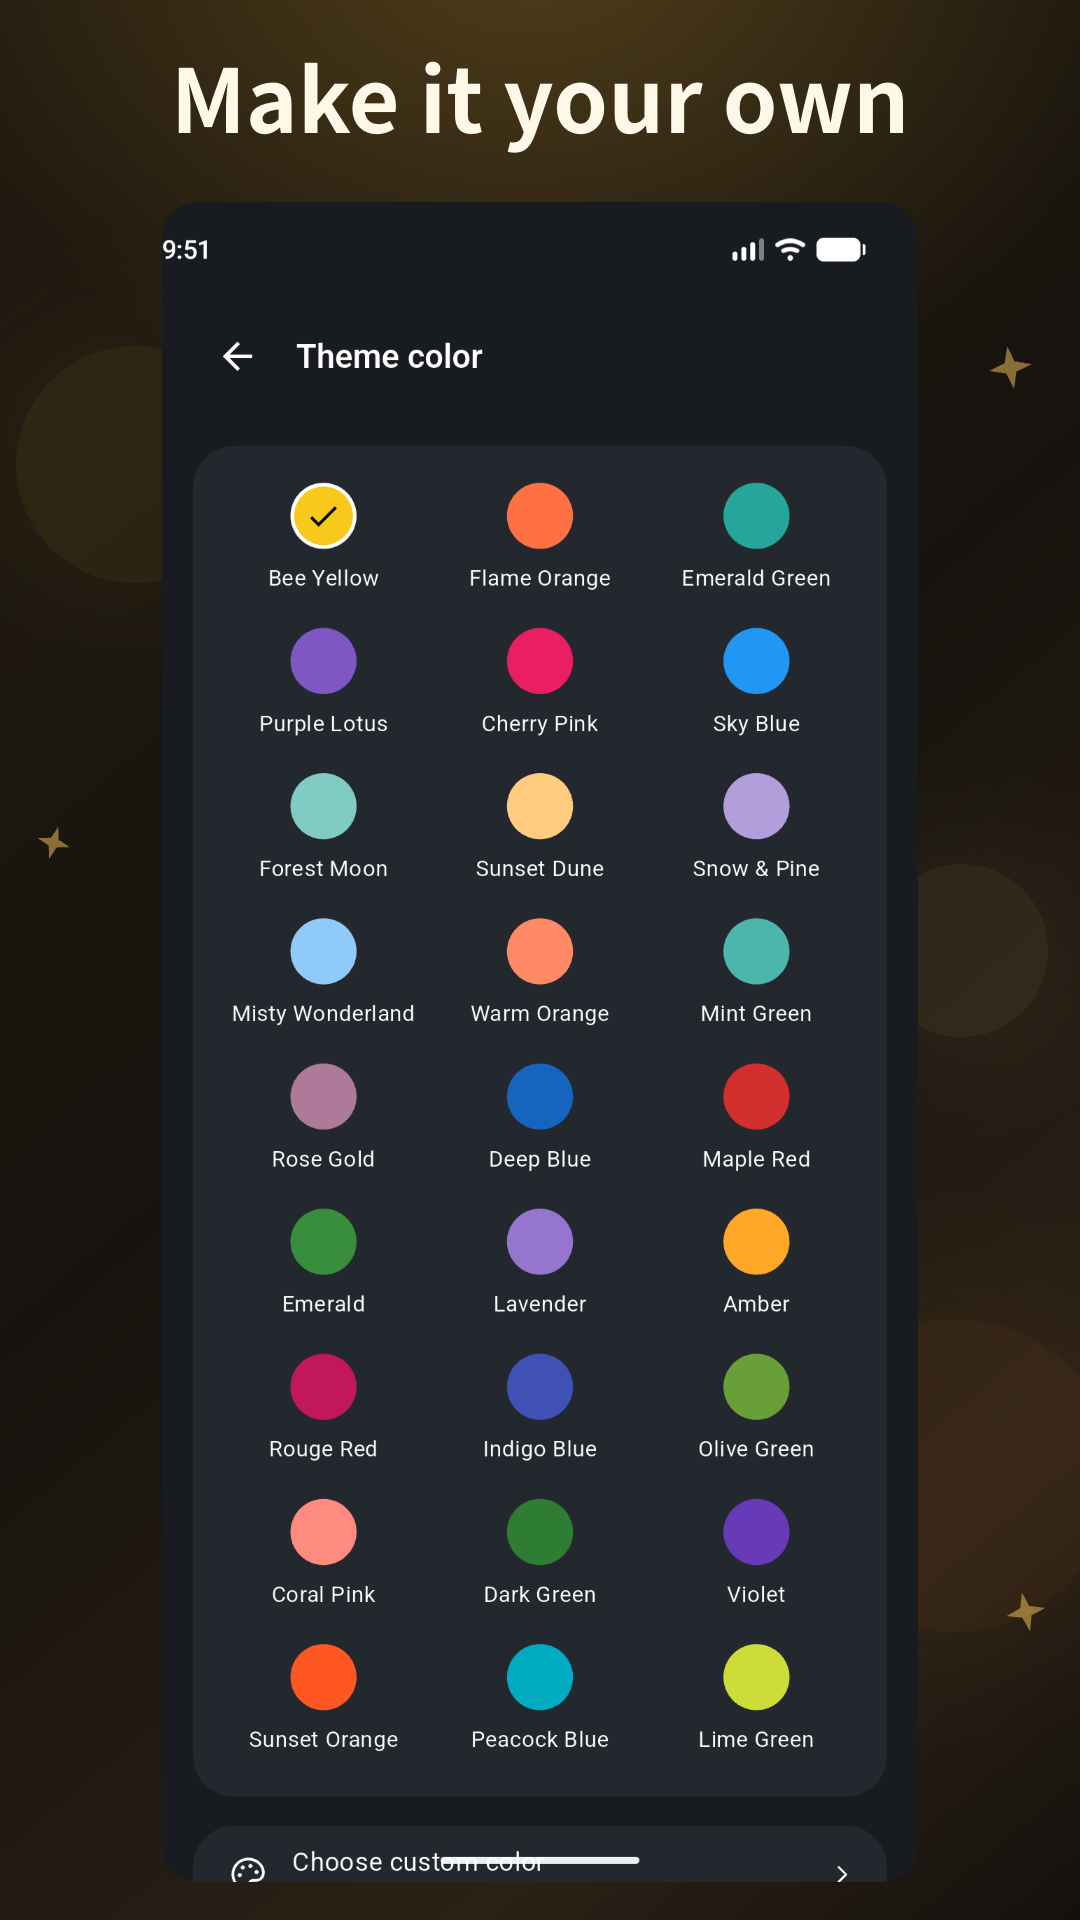 Make it your own
9:51
Theme color
Bee Yellow
Flame Orange
Emerald Green
Purple Lotus
Cherry Pink
Sky Blue
Forest Moon
Sunset Dune
Snow & Pine
Misty Wonderland
Warm Orange
Mint Green
Rose Gold
Deep Blue
Maple Red
Emerald
Lavender
Amber
Rouge Red
Indigo Blue
Olive Green
Coral Pink
Dark Green
Violet
Sunset Orange
Peacock Blue
Lime Green
Choose custom color